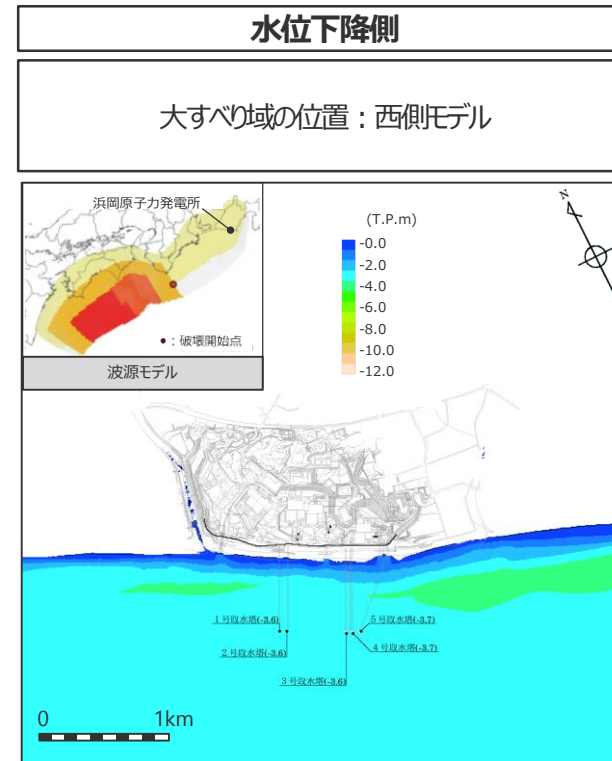 水位下降側
大すべり域の位置：西側モデル
浜岡原子力発電所
●：破壊開始点
波源モデル
N
(T.P.m)
-0.0
-2.0
-4.0
-6.0
-8.0
-10.0
-12.0
1号取水塔(-3.6)
5号取水塔(-3.7)
2号取水塔(-3.6)
4号取水塔(-3.7)
3号取水塔(-3.6)
0 1km